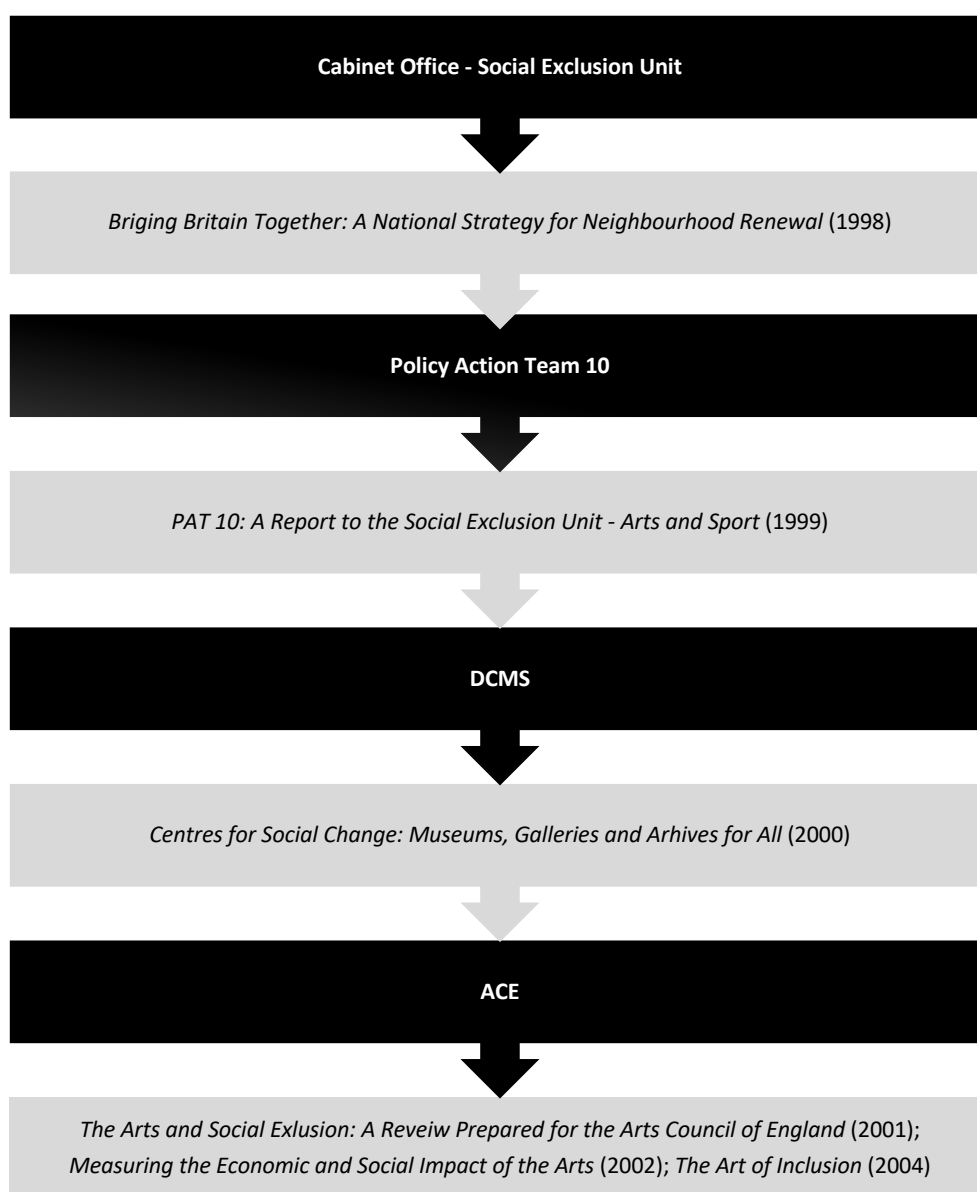 Cabinet Office - Social Exclusion Unit
Briging Britain Together: A National Strategy for Neighbourhood Renewal (1998)
Policy Action Team 10
PAT 10: A Report to the Social Exclusion Unit - Arts and Sport (1999)
DCMS
Centres for Social Change: Museums, Galleries and Arhives for All (2000)
ACE
The Arts and Social Exlusion: A Reveiw Prepared for the Arts Council of England (2001);
Measuring the Economic and Social Impact of the Arts (2002); The Art of Inclusion (2004)